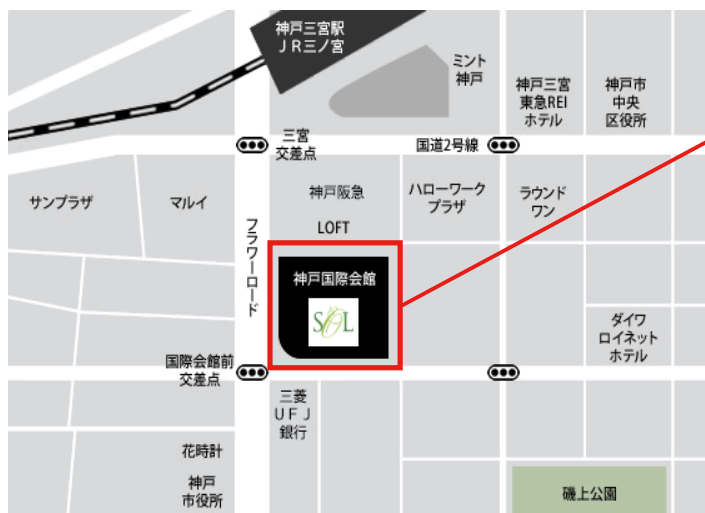 神戸三宮駅
ＪＲ三ノ宮
ミント
神戸
神戸三宮
東急REI
ホテル
神戸市
中央
区役所
三宮
交差点
国道2号線
サンプラザ
マルイ
フラワーロード
神戸阪急
LOFT
ハローワーク
プラザ
ラウンド
ワン
神戸国際会館
SOL
ダイワ
ロイネット
ホテル
国際会館前
交差点
三菱
ＵＦＪ
銀行
花時計
神戸
市役所
磯上公園